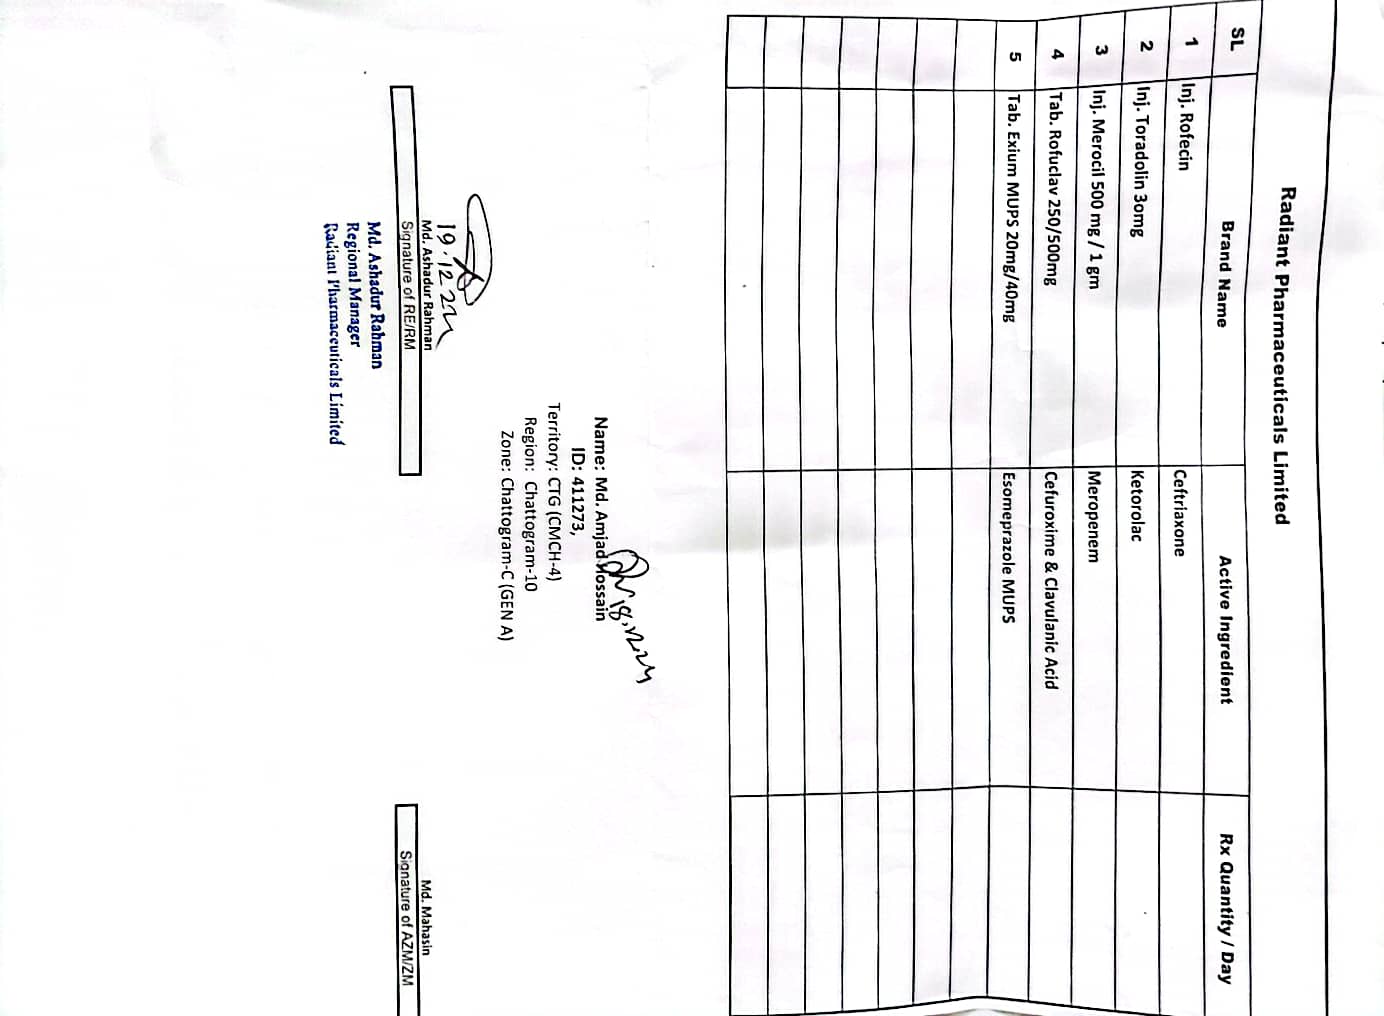 Radiant Pharmaceuticals Limited
SL Brand Name Active Ingredient Rx Quantity / Day
1 Inj. Rofecin Ceftriaxone
2 Inj. Toradolin 3omg Ketorolac
3 Inj. Merocil 500 mg / 1 gm Meropenem
4 Tab. Rofuclav 250/500mg Cefuroxime & Clavulanic Acid
5 Tab. Exium MUPS 20mg/40mg Esomeprazole MUPS
18.12.24
Name: Md. Amjad Hossain
ID: 411273,
Territory: CTG (CMCH-4)
Region: Chattogram-10
Zone: Chattogram-C (GEN A)
19.12.24
Md. Ashadur Rahman
Signature of RE/RM
Md. Ashadur Rahman
Regional Manager
Radiant Pharmaceuticals Limited
Md. Mahasin
Signature of AZM/ZM